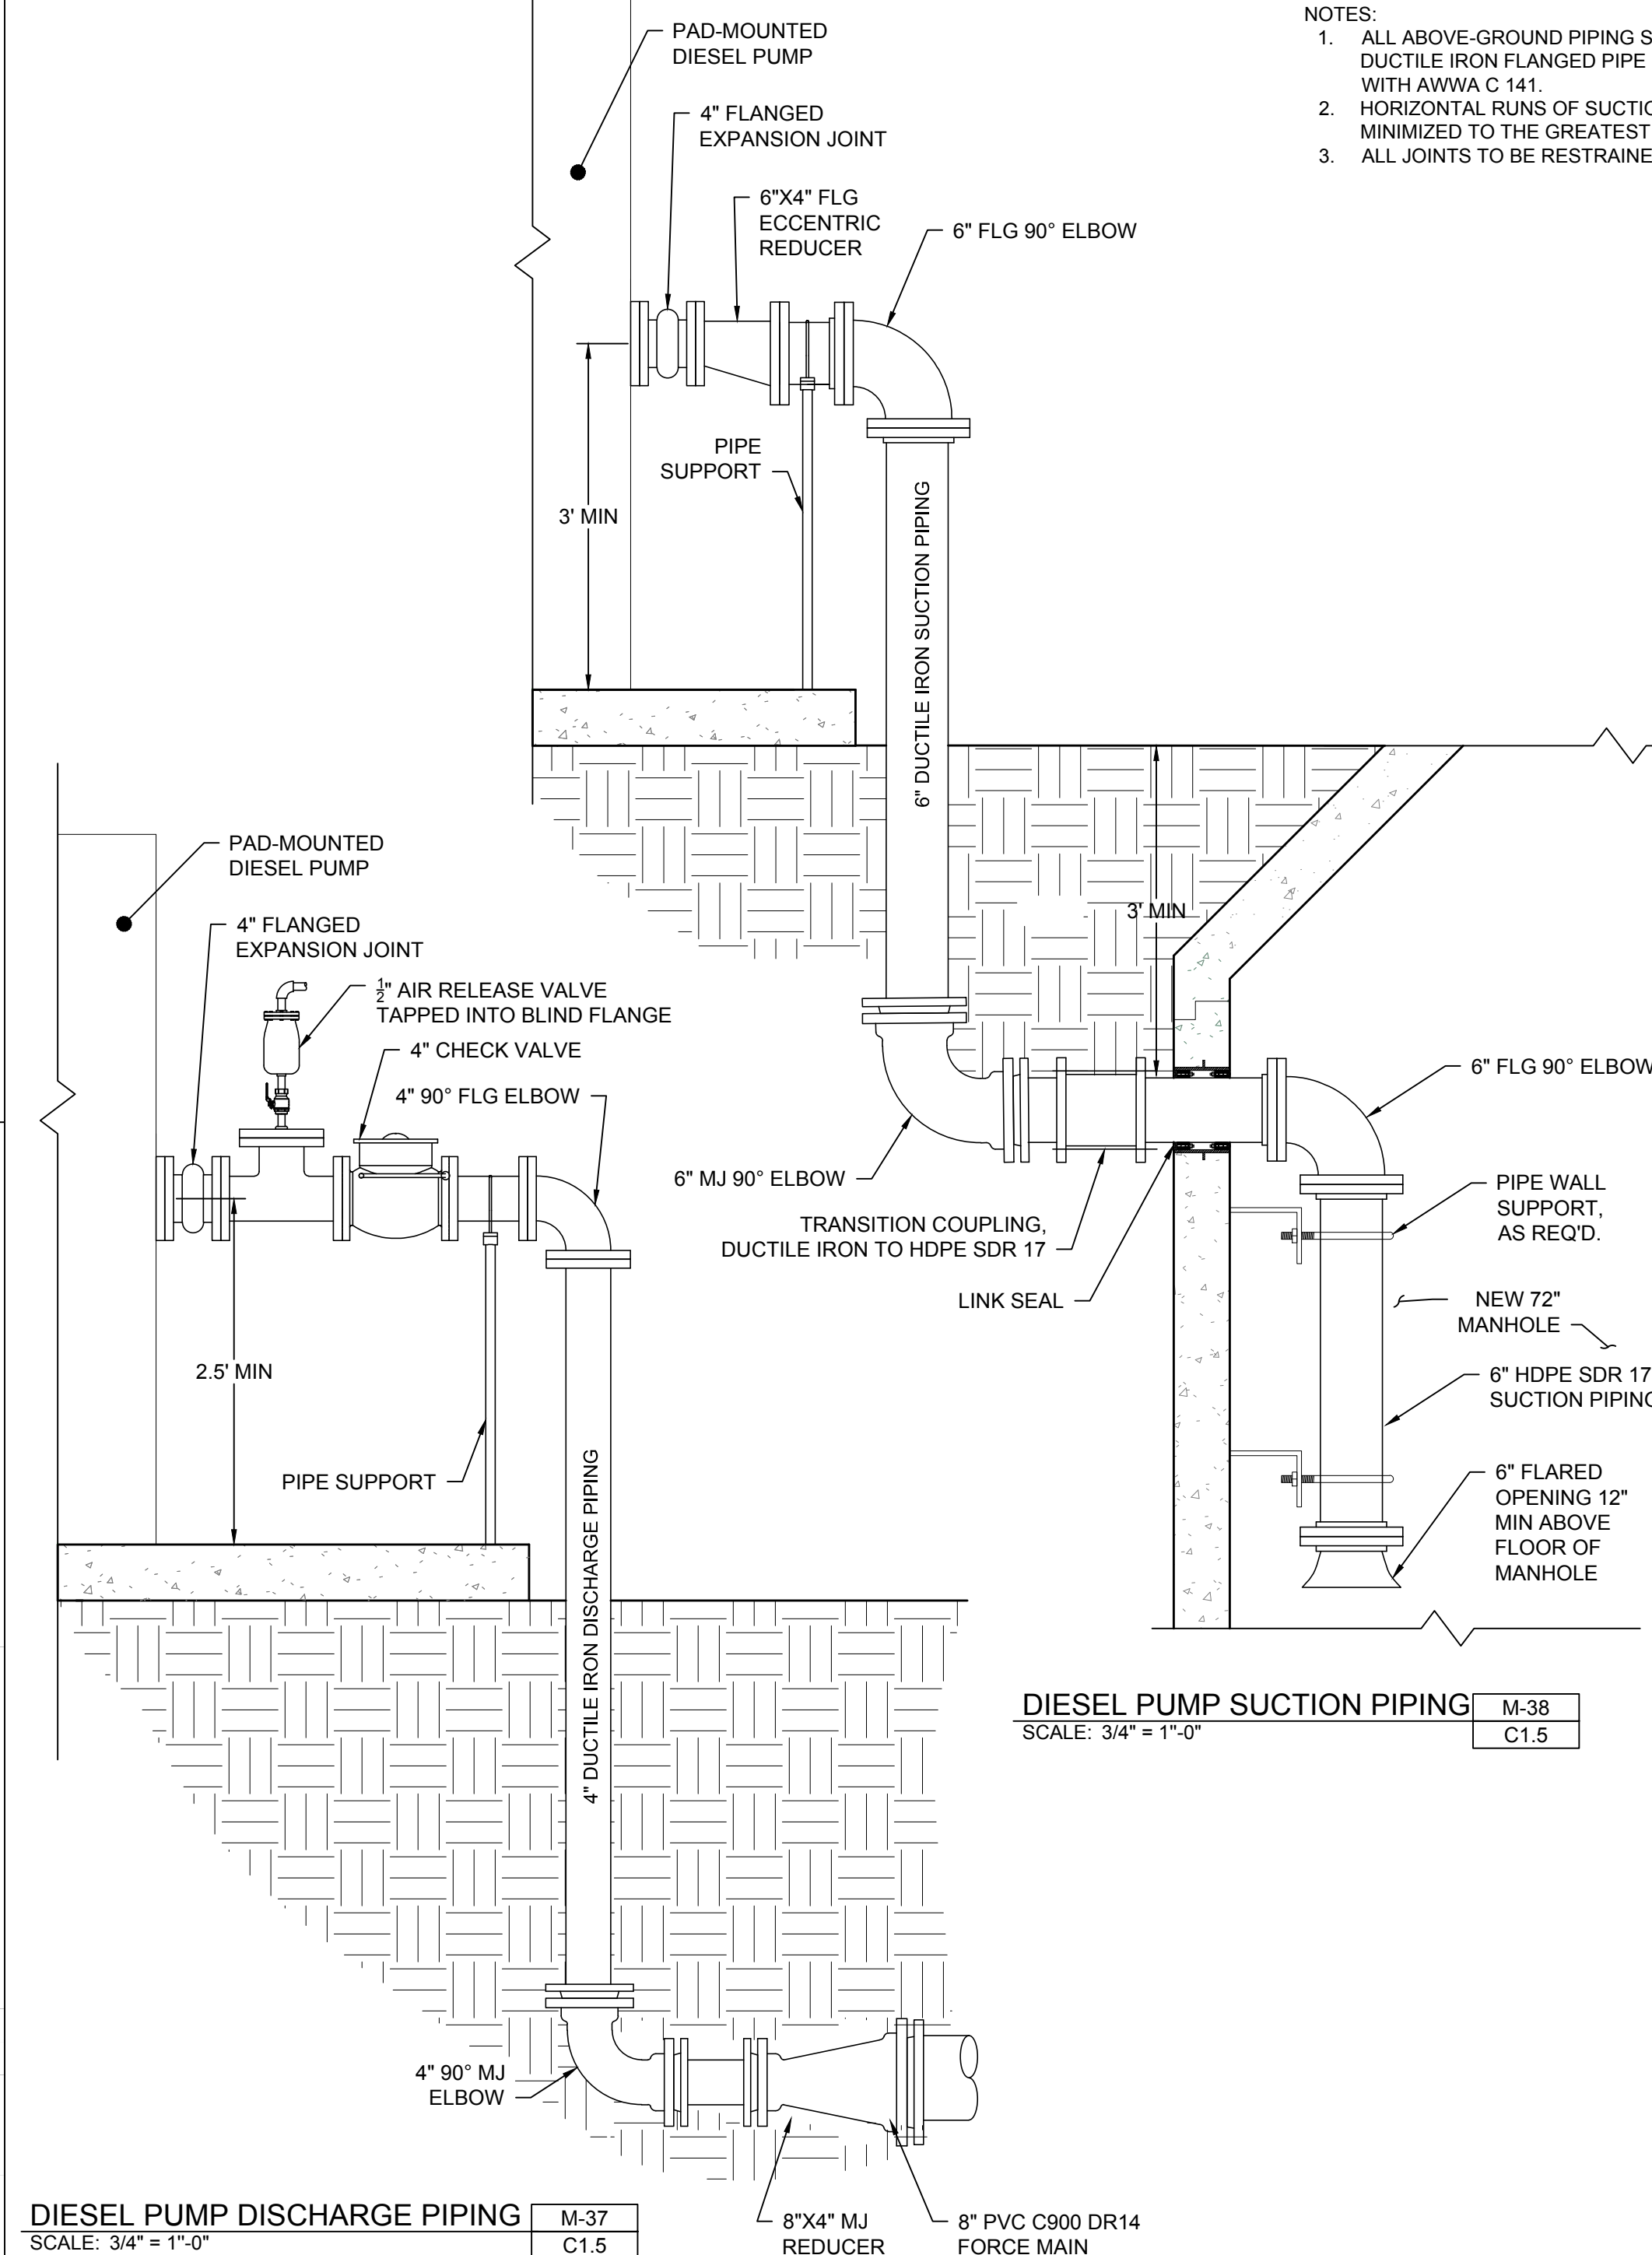 NOTES:
1. ALL ABOVE-GROUND PIPING S
DUCTILE IRON FLANGED PIPE
WITH AWWA C 141.
2. HORIZONTAL RUNS OF SUCTIO
MINIMIZED TO THE GREATEST
3. ALL JOINTS TO BE RESTRAINE
PAD-MOUNTED
DIESEL PUMP
4" FLANGED
EXPANSION JOINT
6"X4" FLG
ECCENTRIC
REDUCER
6" FLG 90° ELBOW
PIPE
SUPPORT
3' MIN
6" DUCTILE IRON SUCTION PIPING
3' MIN
6" FLG 90° ELBOW
6" MJ 90° ELBOW
TRANSITION COUPLING,
DUCTILE IRON TO HDPE SDR 17
LINK SEAL
PIPE WALL
SUPPORT,
AS REQ'D.
NEW 72"
MANHOLE
6" HDPE SDR 17
SUCTION PIPING
6" FLARED
OPENING 12"
MIN ABOVE
FLOOR OF
MANHOLE
DIESEL PUMP SUCTION PIPING
M-38
SCALE: 3/4" = 1"-0"
C1.5
PAD-MOUNTED
DIESEL PUMP
4" FLANGED
EXPANSION JOINT
1/2" AIR RELEASE VALVE
TAPPED INTO BLIND FLANGE
4" CHECK VALVE
4" 90° FLG ELBOW
2.5' MIN
PIPE SUPPORT
4" DUCTILE IRON DISCHARGE PIPING
4" 90° MJ
ELBOW
8"X4" MJ
REDUCER
8" PVC C900 DR14
FORCE MAIN
DIESEL PUMP DISCHARGE PIPING
M-37
SCALE: 3/4" = 1"-0"
C1.5